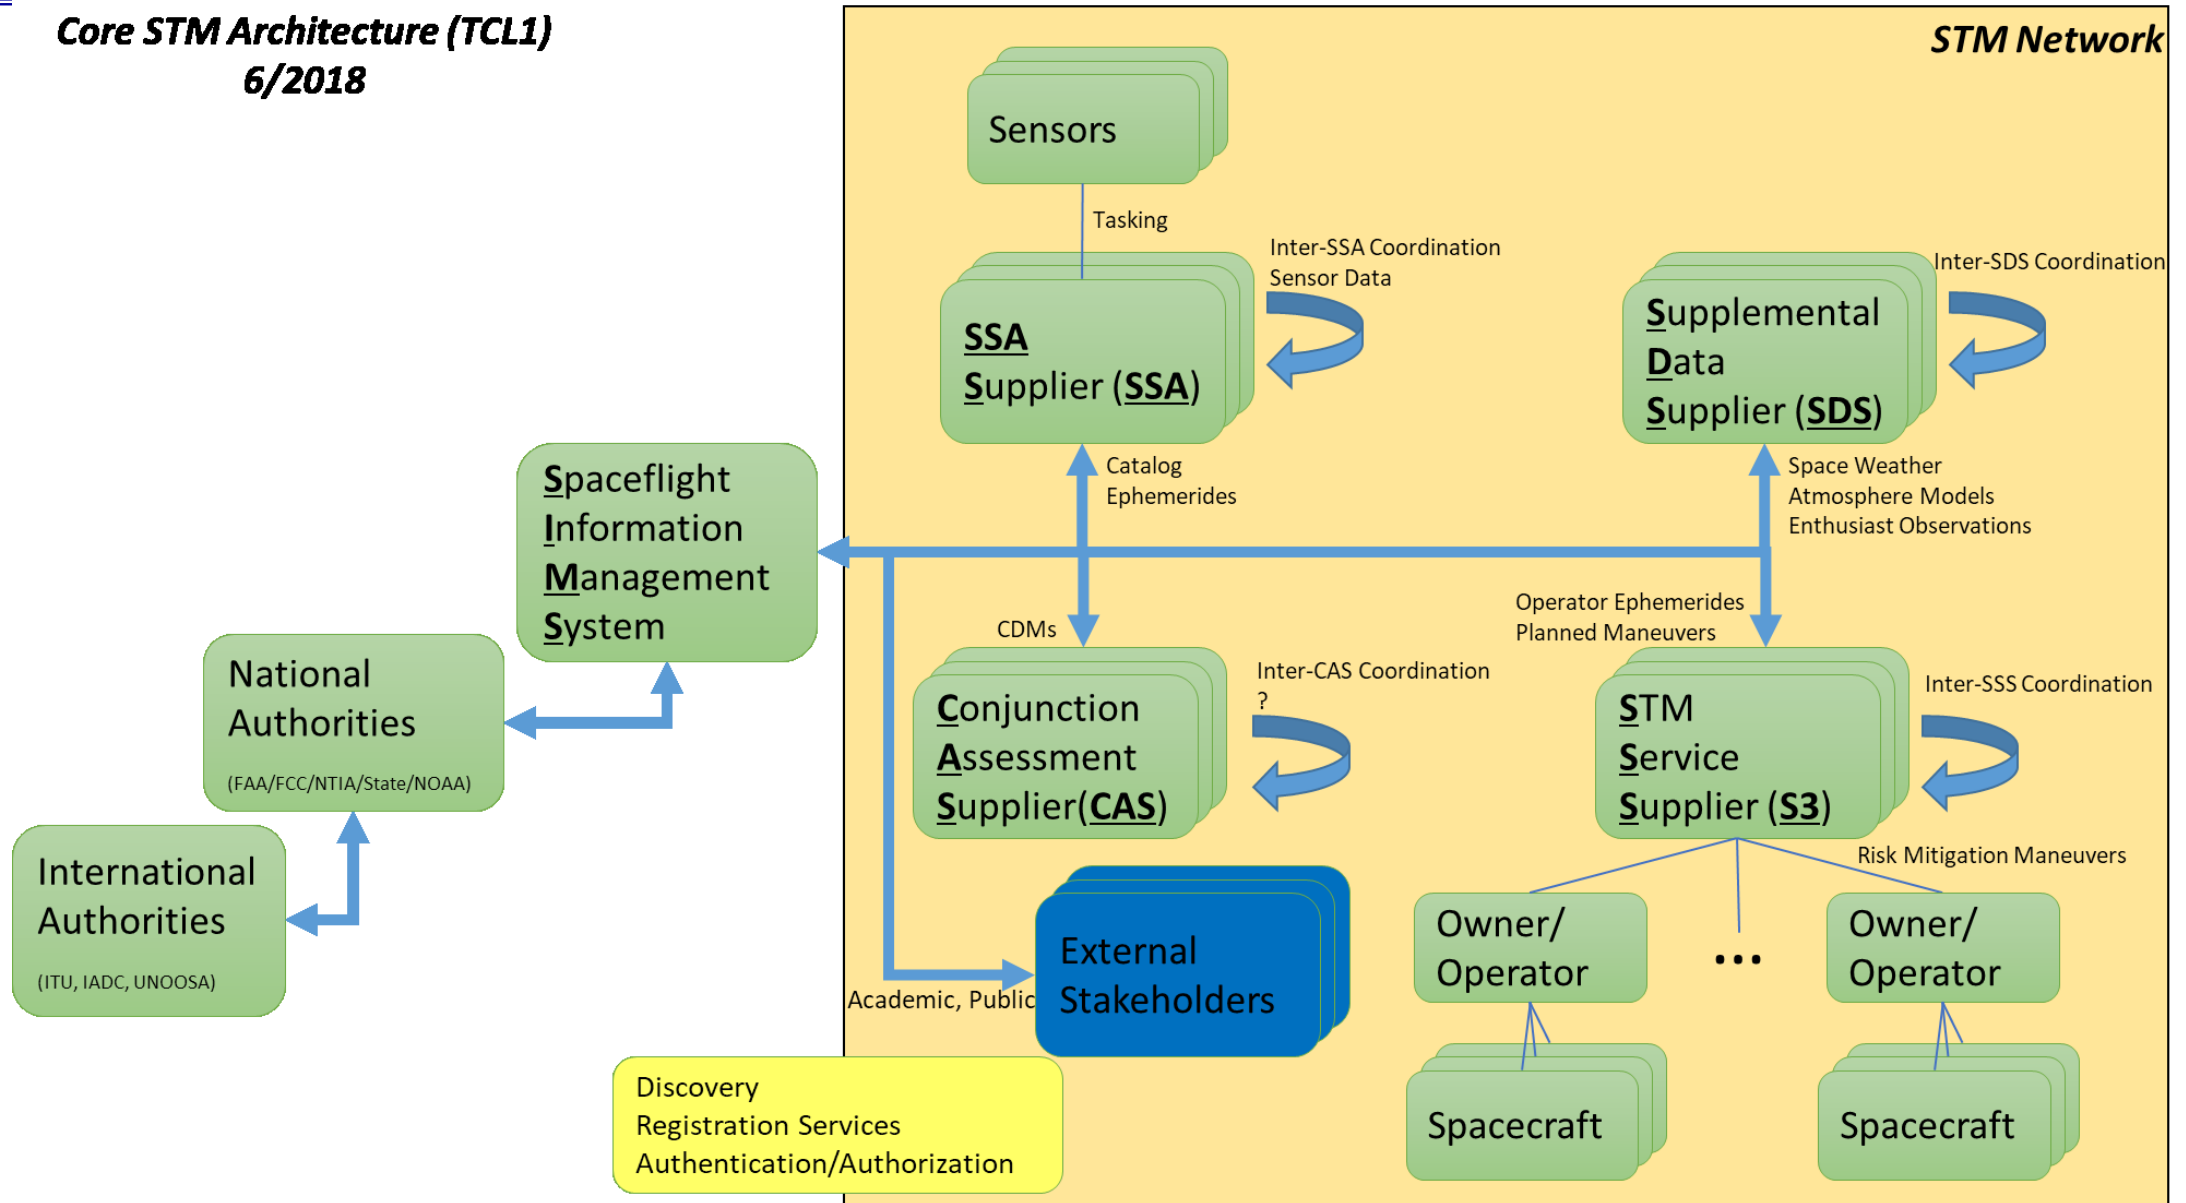 Core STM Architecture (TCL1)
6/2018
STM Network
Sensors
Tasking
Inter-SSA Coordination
Sensor Data
SSA
Supplier (SSA)
Inter-SDS Coordination
Supplemental
Data
Supplier (SDS)
Catalog
Ephemerides
Space Weather
Atmosphere Models
Enthusiast Observations
Spaceflight
Information
Management
System
National
Authorities
(FAA/FCC/NTIA/State/NOAA)
International
Authorities
(ITU, IADC, UNOOSA)
CDMs
Operator Ephemerides
Planned Maneuvers
Conjunction
Assessment
Supplier(CAS)
Inter-CAS Coordination
?
STM
Service
Supplier (S3)
Inter-SSS Coordination
Risk Mitigation Maneuvers
External
Stakeholders
Academic, Public
Owner/
Operator
...
Owner/
Operator
Spacecraft
Spacecraft
Discovery
Registration Services
Authentication/Authorization